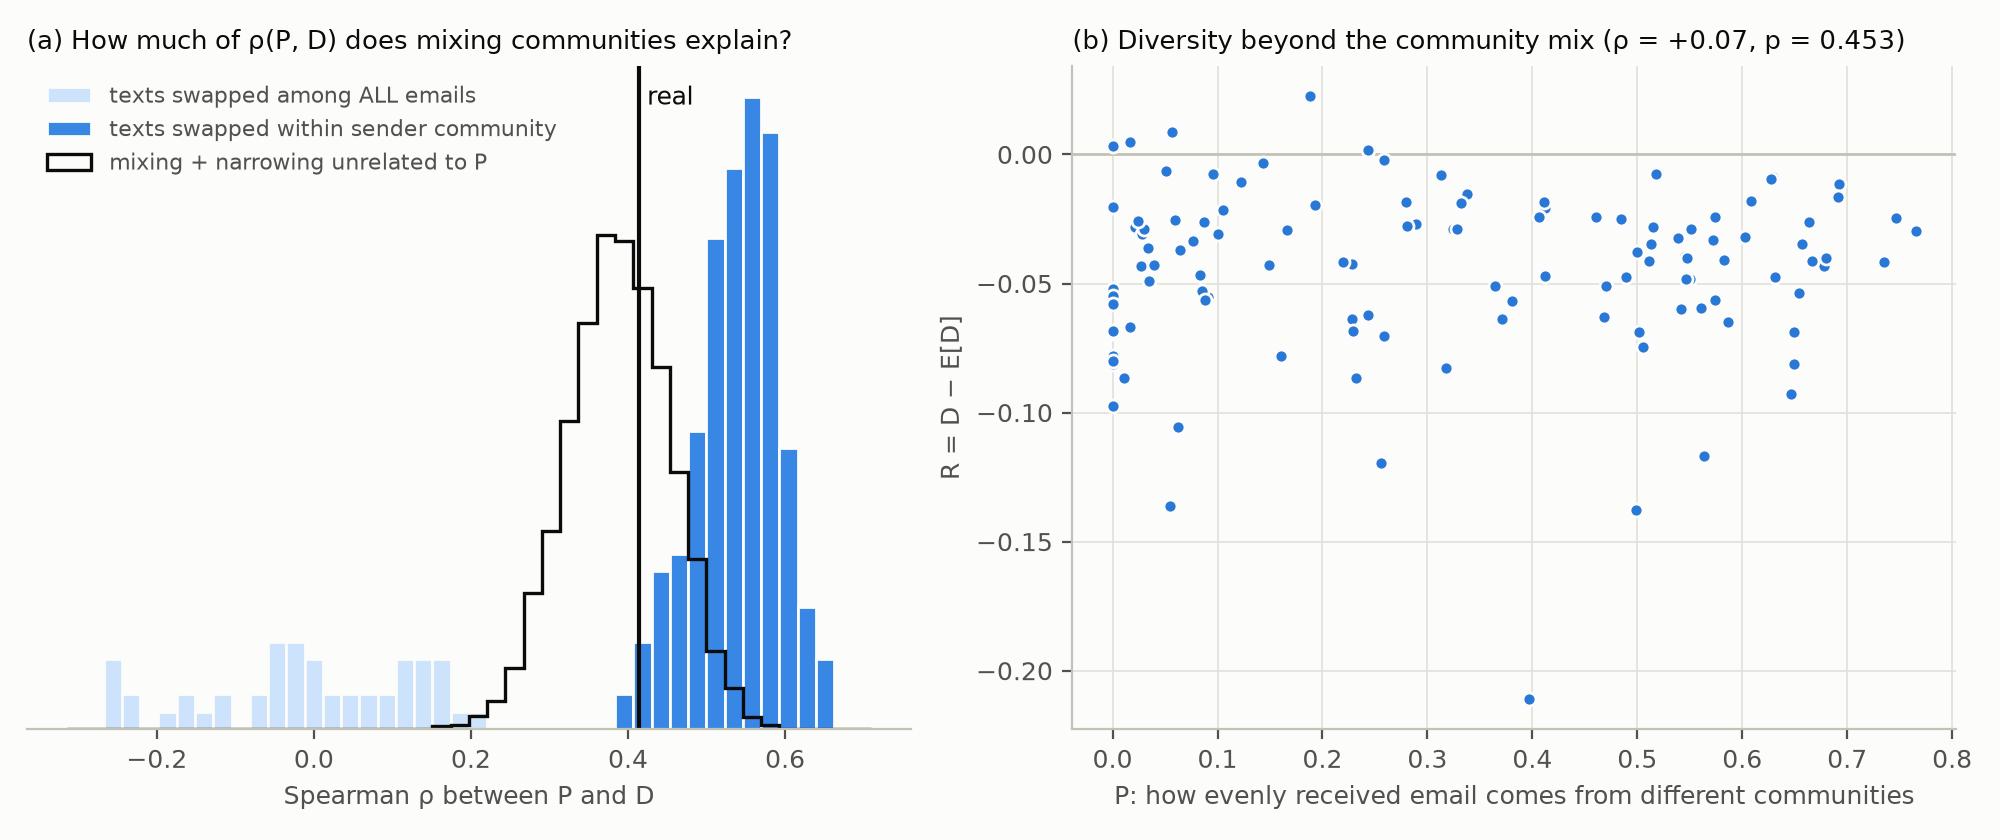 (a) How much of ρ(P, D) does mixing communities explain?
texts swapped among ALL emails
texts swapped within sender community
mixing + narrowing unrelated to P
real
−0.2 0.0 0.2 0.4 0.6
Spearman ρ between P and D
(b) Diversity beyond the community mix (ρ = +0.07, p = 0.453)
R = D − E[D]
0.00
−0.05
−0.10
−0.15
−0.20
0.0 0.1 0.2 0.3 0.4 0.5 0.6 0.7 0.8
P: how evenly received email comes from different communities